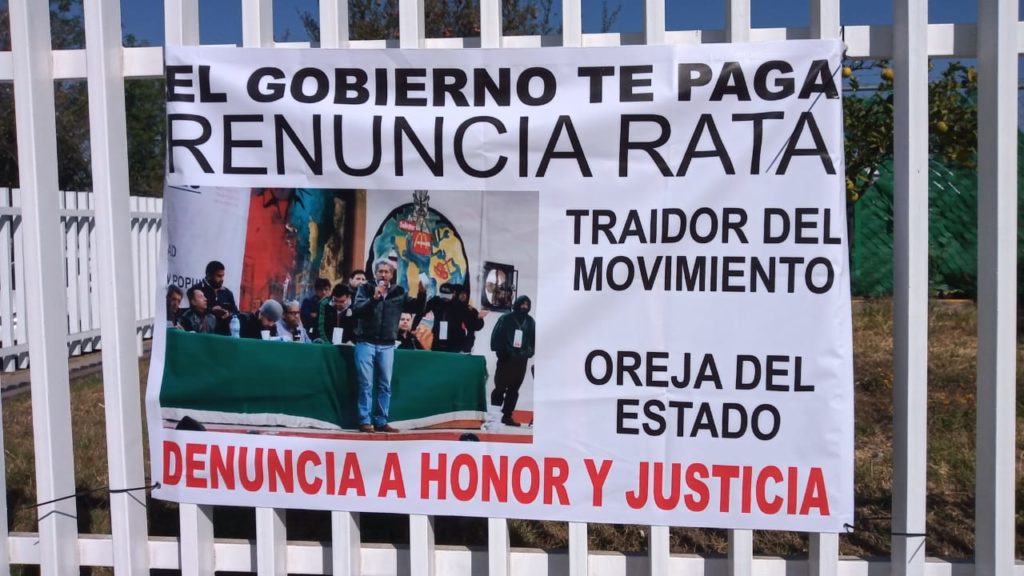 EL GOBIERNO TE PAGA
RENUNCIA RATA
TRAIDOR DEL
MOVIMIENTO
OREJA DEL
ESTADO
DENUNCIA A HONOR Y JUSTICIA